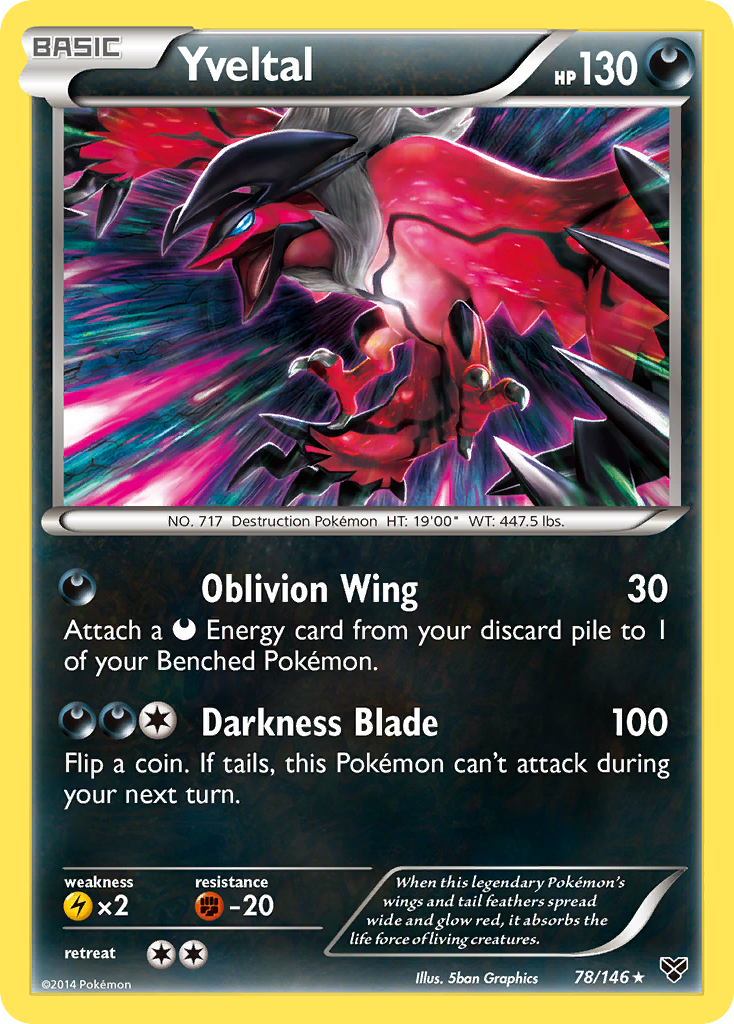 BASIC
Yveltal
HP 130
NO. 717 Destruction Pokémon HT: 19'00" WT: 447.5 lbs.
Oblivion Wing 30
Attach a Energy card from your discard pile to 1
of your Benched Pokémon.
Darkness Blade 100
Flip a coin. If tails, this Pokémon can't attack during
your next turn.
weakness
×2
resistance
-20
retreat
When this legendary Pokémon's
wings and tail feathers spread
wide and glow red, it absorbs the
life force of living creatures.
©2014 Pokémon
Illus. 5ban Graphics
78/146 ★